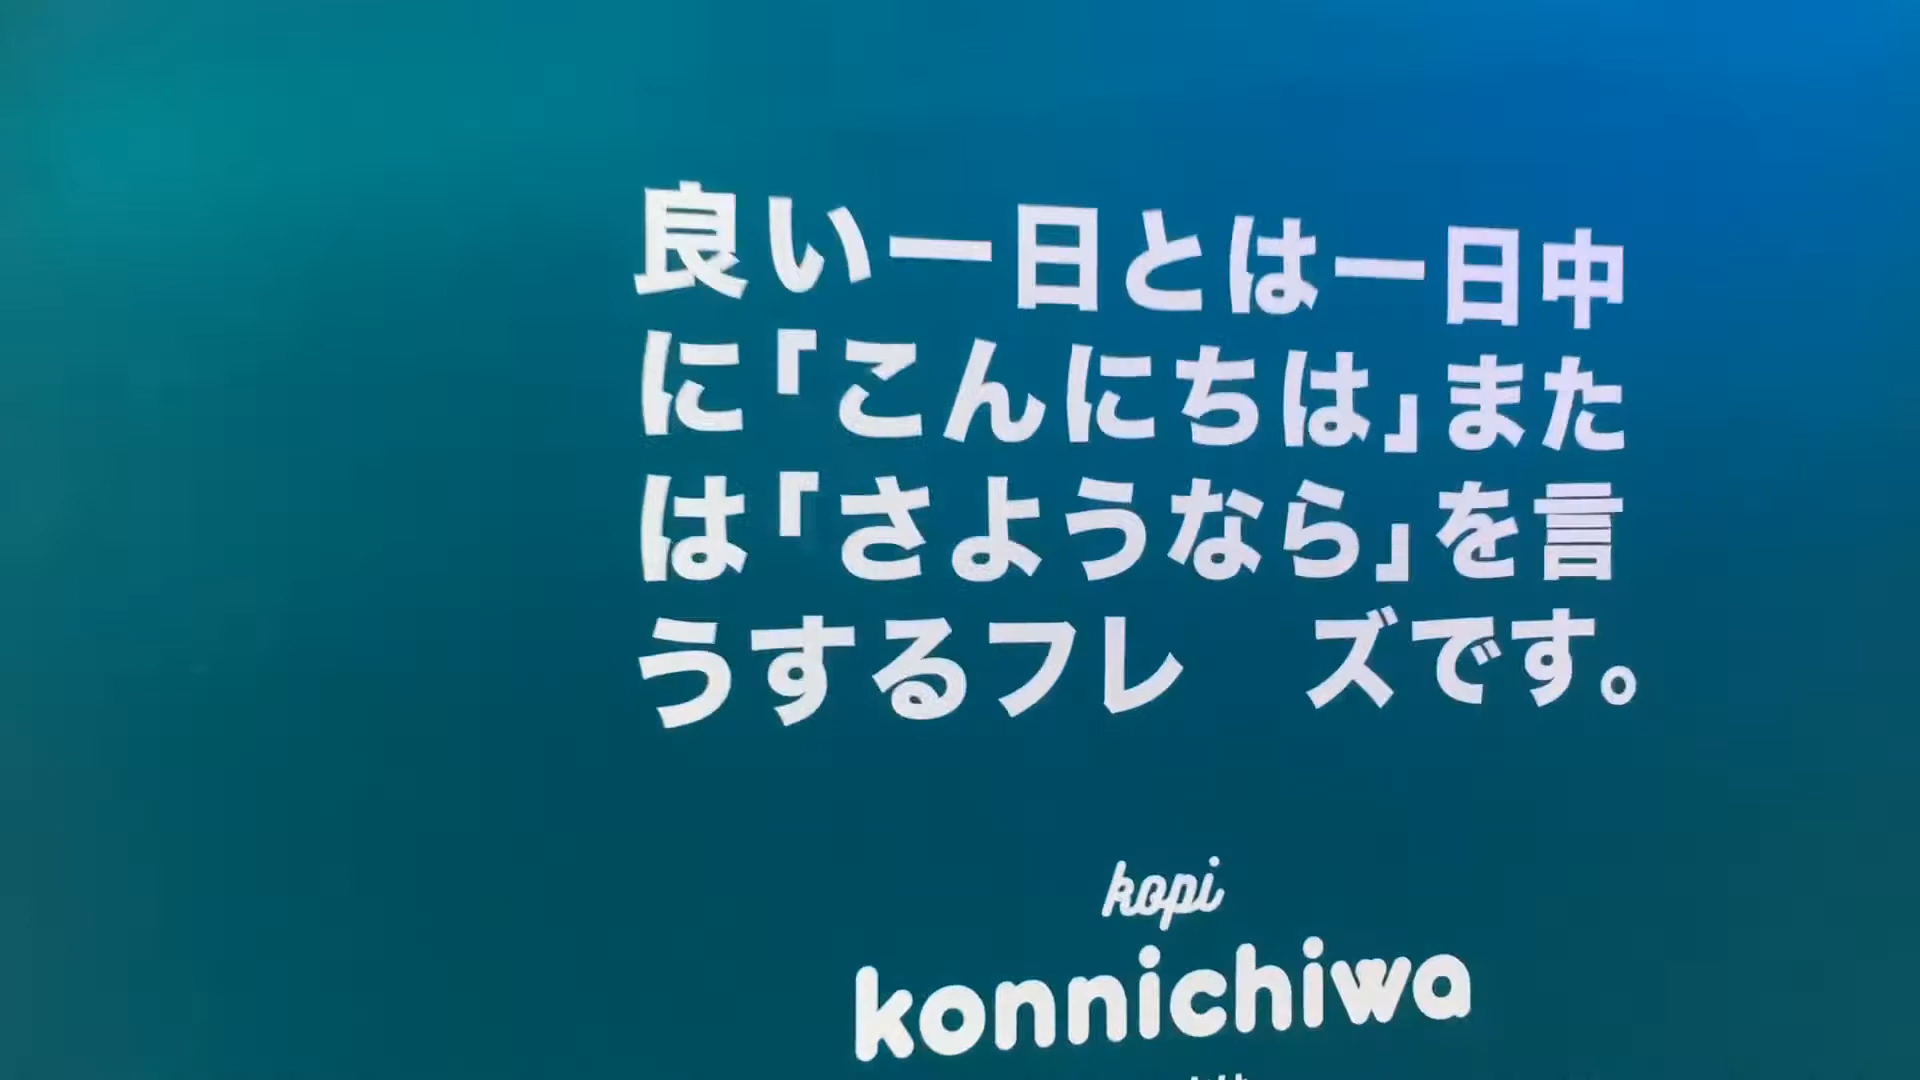 良い一日とは一日中
に「こんにちは」また
は「さようなら」を言
うするフレ　ズです。
kopi
konnichiwa